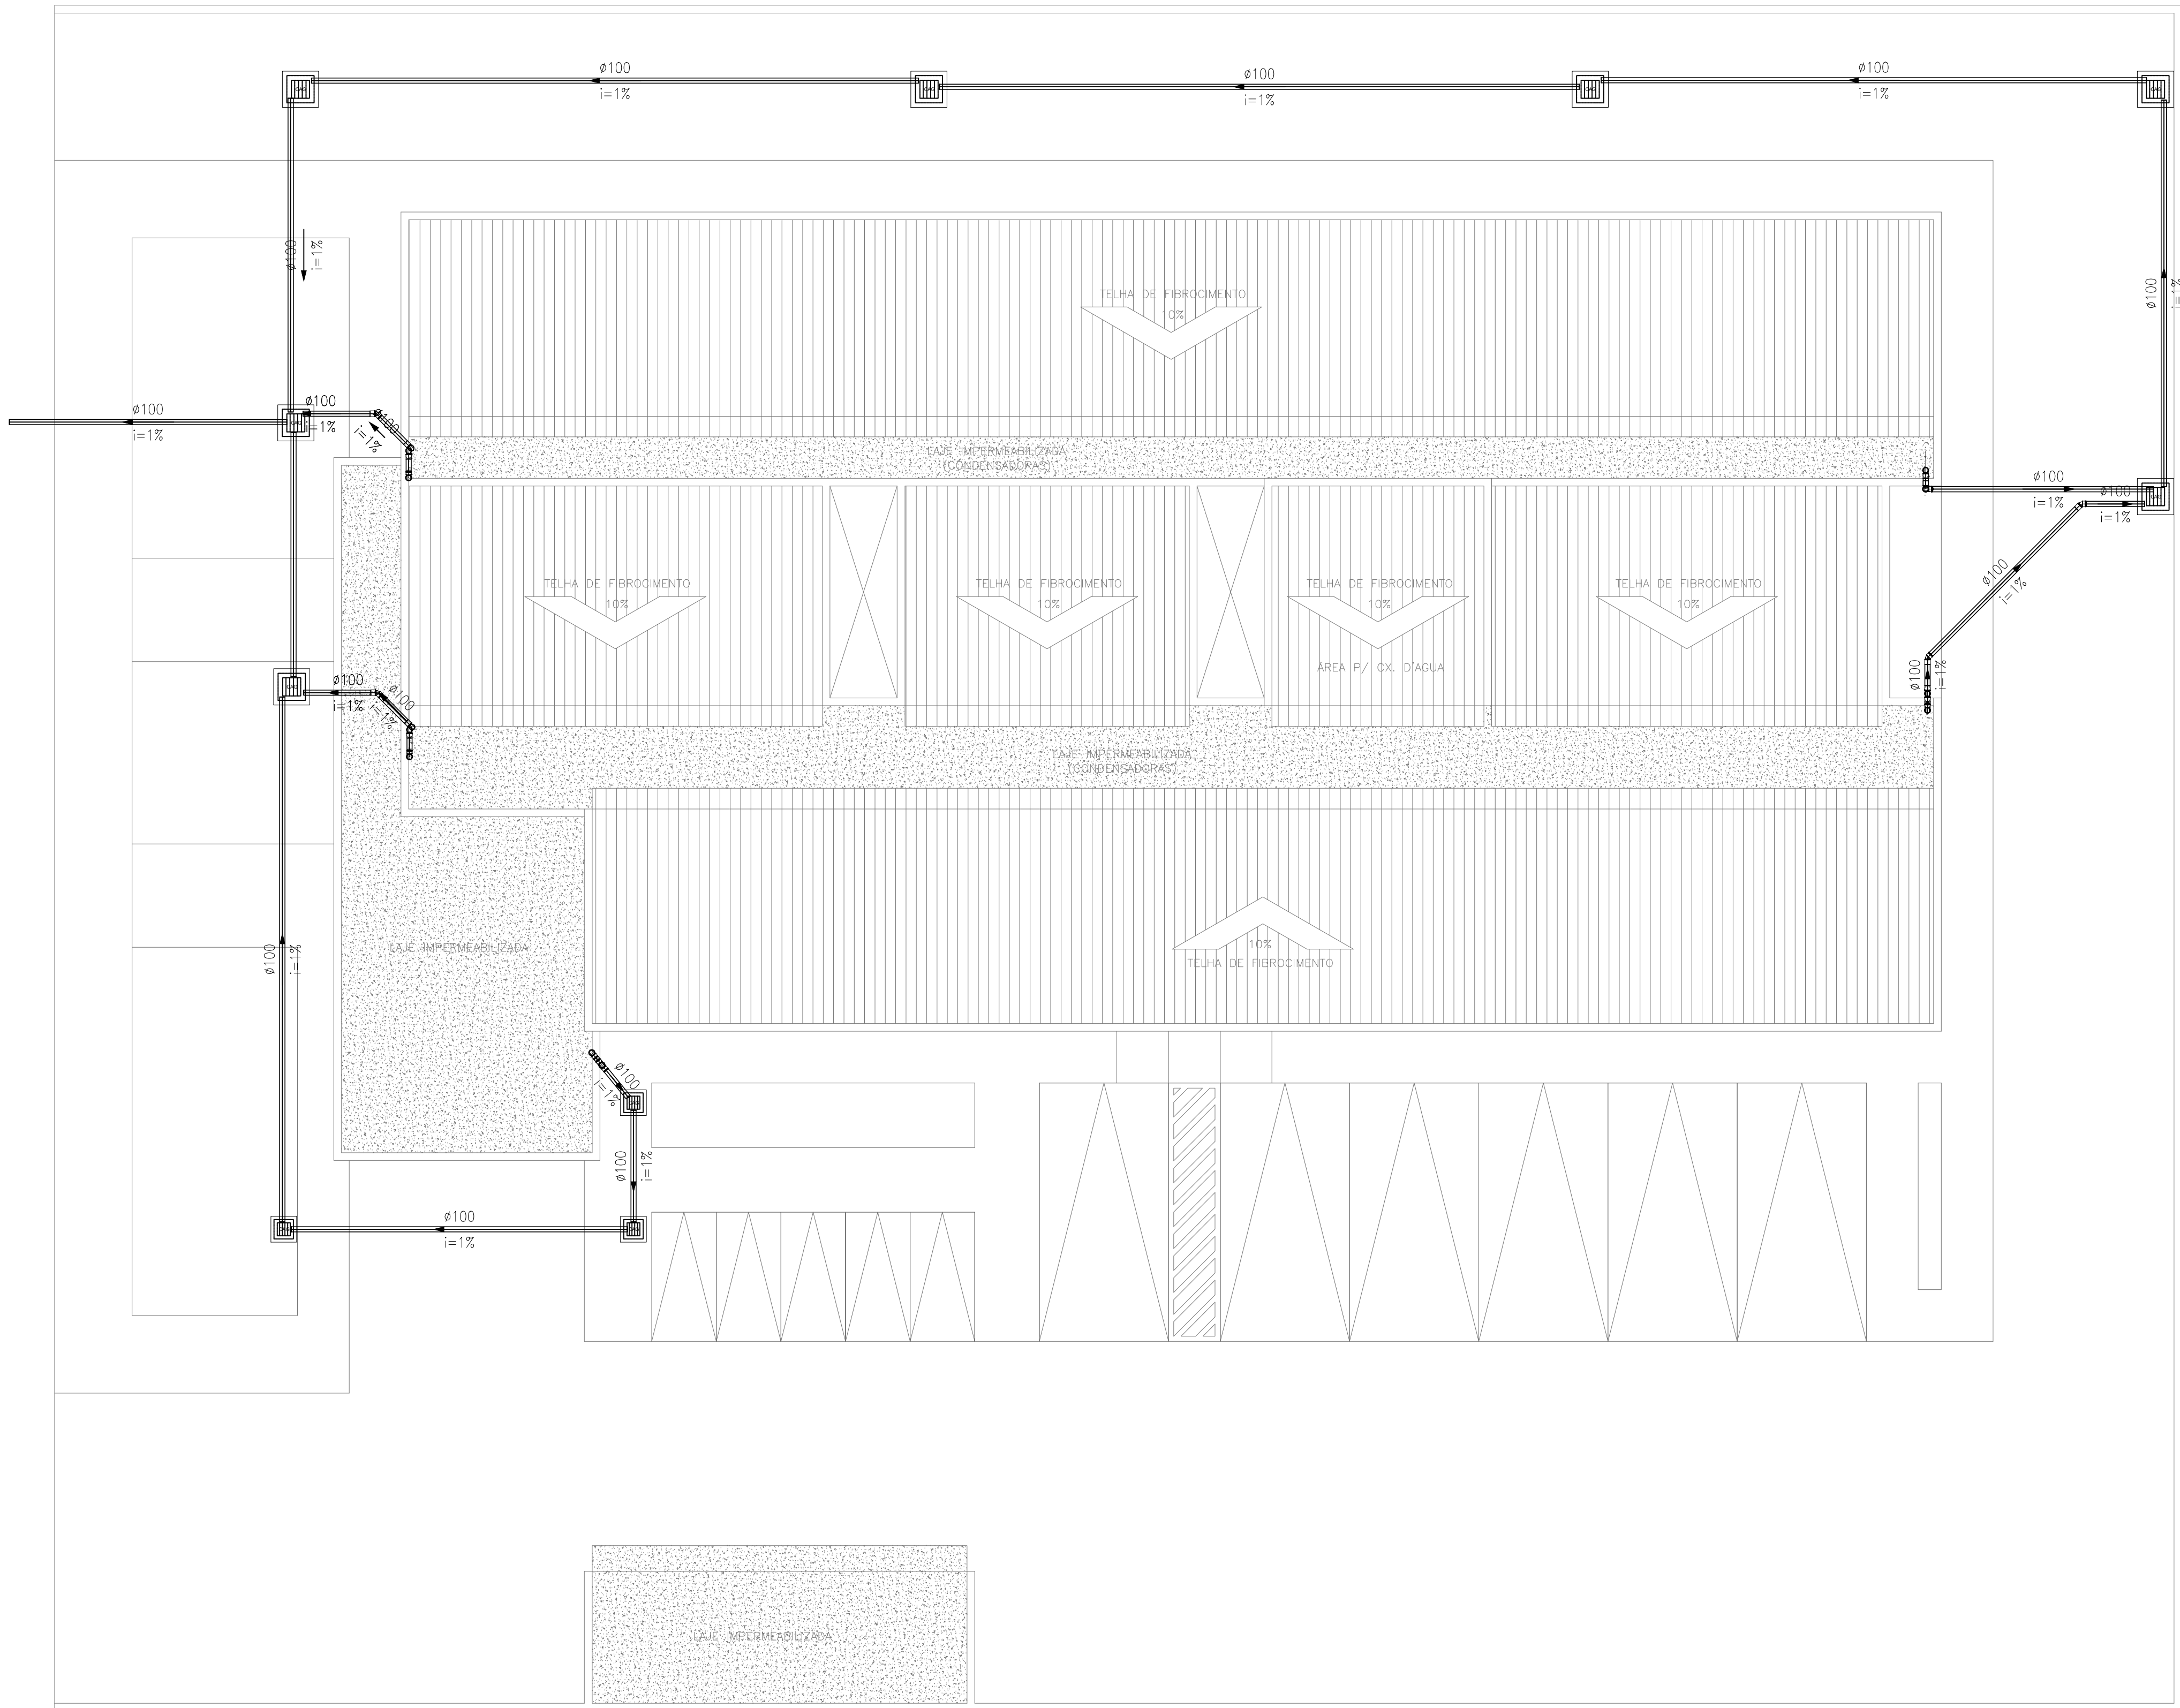 ø100
i=1%
ø100
i=1%
ø100
i=1%
ø100
i=1%
ø100
i=1%
TELHA DE FIBROCIMENTO
10%
ø100
i=1%
ø100
i=1%
ø100
i=1%
LAJE IMPERMEABILIZADA
(CONDENSADORAS)
ø100
i=1%
ø100
i=1%
ø100
i=1%
TELHA DE FIBROCIMENTO
10%
TELHA DE FIBROCIMENTO
10%
TELHA DE FIBROCIMENTO
10%
ÁREA P/ CX. D'AGUA
TELHA DE FIBROCIMENTO
10%
ø100
i=1%
ø100
i=1%
ø100
i=1%
LAJE IMPERMEABILIZADA
(CONDENSADORAS)
ø100
i=1%
LAJE IMPERMEABILIZADA
10%
TELHA DE FIBROCIMENTO
ø100
i=1%
ø100
i=1%
ø100
i=1%
LAJE IMPERMEABILIZADA